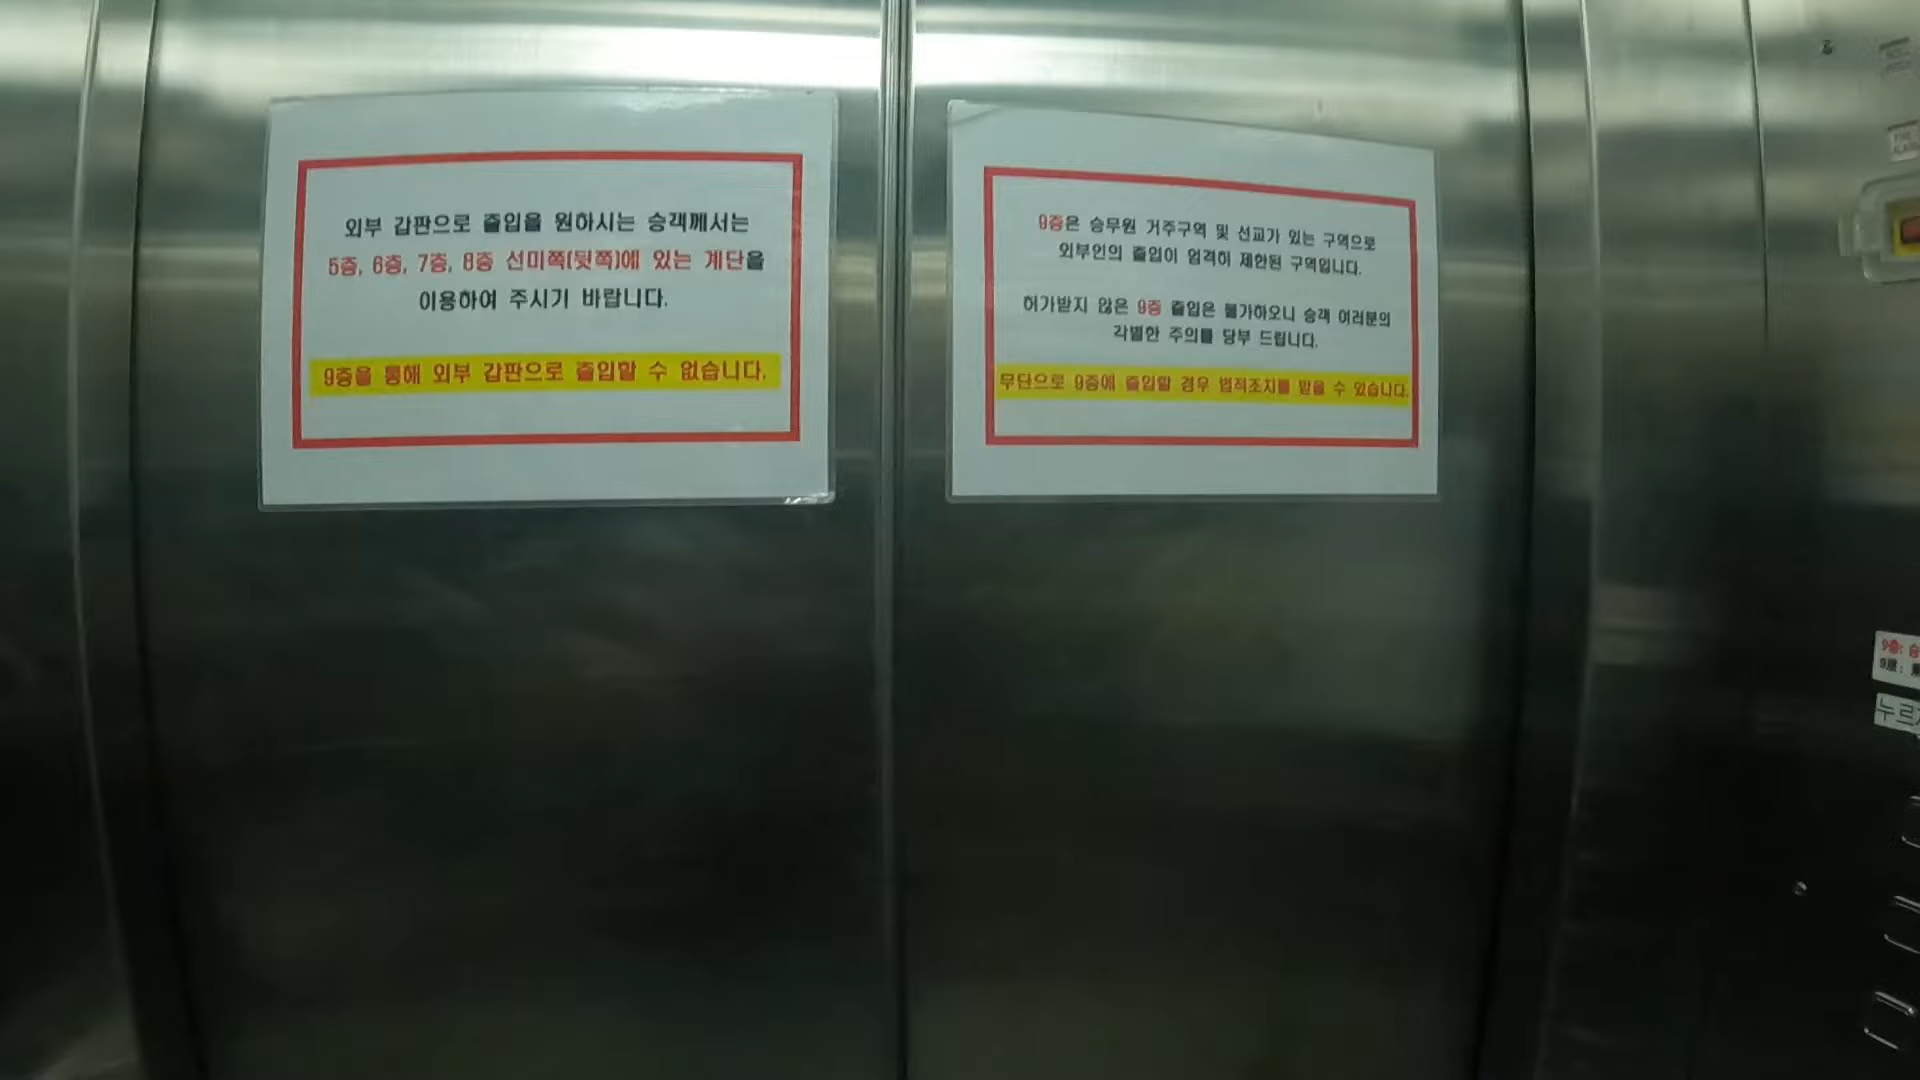 외부 갑판으로 출입을 원하시는 승객께서는
5층, 6층, 7층, 8층 선미쪽(뒷쪽)에 있는 계단을
이용하여 주시기 바랍니다.
9층을 통해 외부 갑판으로 출입할 수 없습니다.
9층은 승무원 거주구역 및 선교가 있는 구역으로
외부인의 출입이 엄격히 제한된 구역입니다.
허가받지 않은 9층 출입은 불가하오니 승객 여러분의
각별한 주의를 당부 드립니다.
무단으로 9층에 출입할 경우 법적조치를 받을 수 있습니다.
9층: 승
9层:
누르